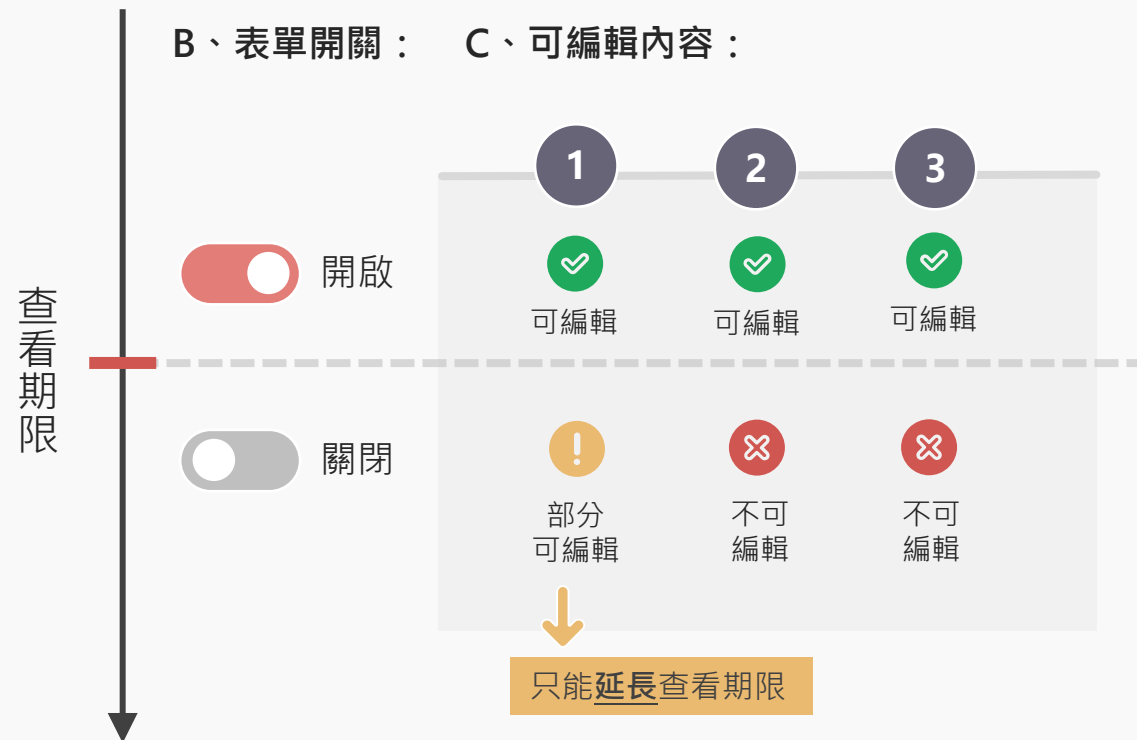 B、表單開關：
C、可編輯內容：
1
2
3
查看期限
開啟
可編輯
可編輯
可編輯
關閉
部分
可編輯
不可
編輯
不可
編輯
只能延長查看期限